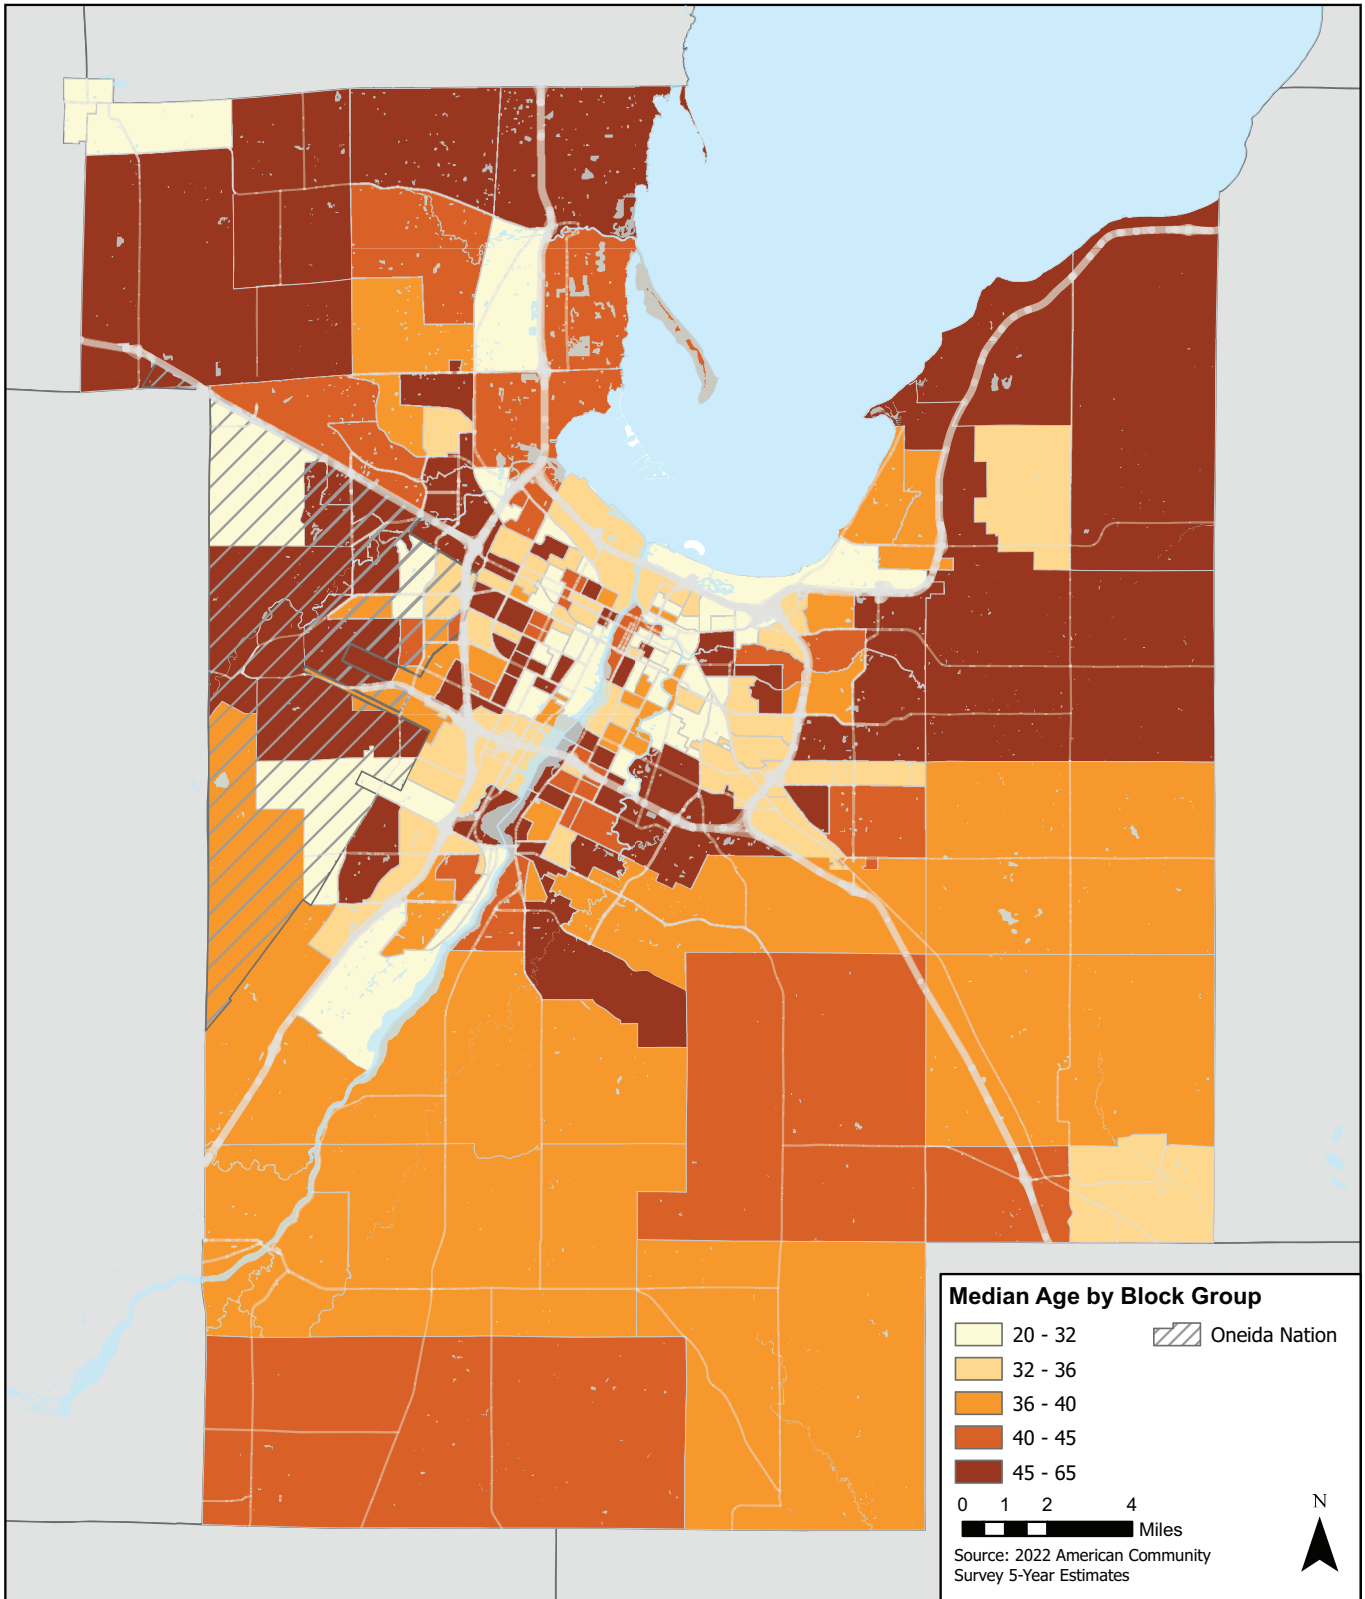 Median Age by Block Group
20 - 32
Oneida Nation
32 - 36
36 - 40
40 - 45
45 - 65
0 1 2 4
Miles
N
Source: 2022 American Community
Survey 5-Year Estimates